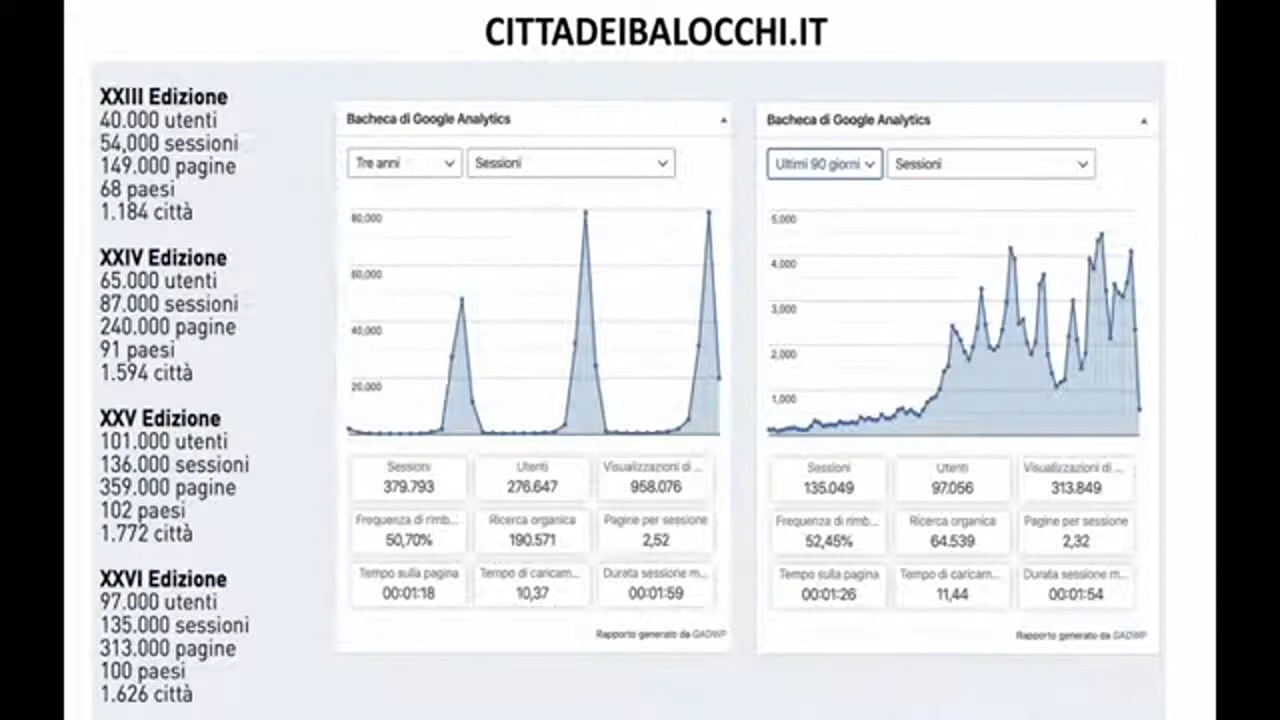 CITTADEIBALOCCHI.IT
XXIII Edizione
40.000 utenti
54,000 sessioni
149.000 pagine
68 paesi
1.184 città
XXIV Edizione
65.000 utenti
87.000 sessioni
240.000 pagine
91 paesi
1.594 città
XXV Edizione
101.000 utenti
136.000 sessioni
359.000 pagine
102 paesi
1.772 città
XXVI Edizione
97.000 utenti
135.000 sessioni
313.000 pagine
100 paesi
1.626 città
Bacheca di Google Analytics
Tre anni Sessioni
80,000
60,000
40,000
20,000
Sessioni Utenti Visualizzazioni di ...
379.793 276.647 958.076
Frequenza di rimb... Ricerca organica Pagine per sessione
50,70% 190.571 2,52
Tempo sulla pagina Tempo di caricam... Durata sessione m...
00:01:18 10,37 00:01:59
Rapporto generato da GADWP
Bacheca di Google Analytics
Ultimi 90 giorni Sessioni
5,000
4,000
3,000
2,000
1,000
Sessioni Utenti Visualizzazioni di ...
135.049 97.056 313.849
Frequenza di rimb... Ricerca organica Pagine per sessione
52,45% 64.539 2,32
Tempo sulla pagina Tempo di caricam... Durata sessione m...
00:01:26 11,44 00:01:54
Rapporto generato da GADWP